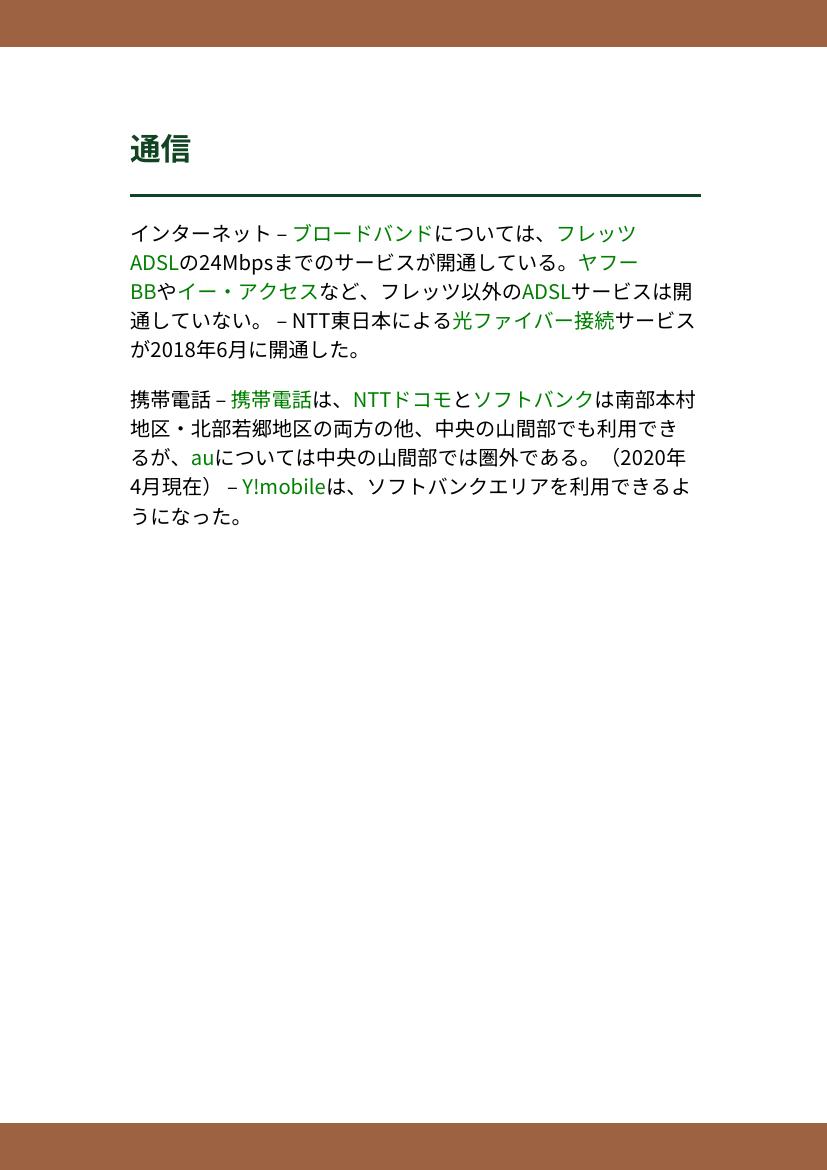 通信
インターネット – ブロードバンドについては、フレッツ
ADSLの24Mbpsまでのサービスが開通している。ヤフー
BBやイー・アクセスなど、フレッツ以外のADSLサービスは開
通していない。 – NTT東日本による光ファイバー接続サービス
が2018年6月に開通した。
携帯電話 – 携帯電話は、NTTドコモとソフトバンクは南部本村
地区・北部若郷地区の両方の他、中央の山間部でも利用でき
るが、auについては中央の山間部では圏外である。（2020年
4月現在） – Y!mobileは、ソフトバンクエリアを利用できるよ
うになった。